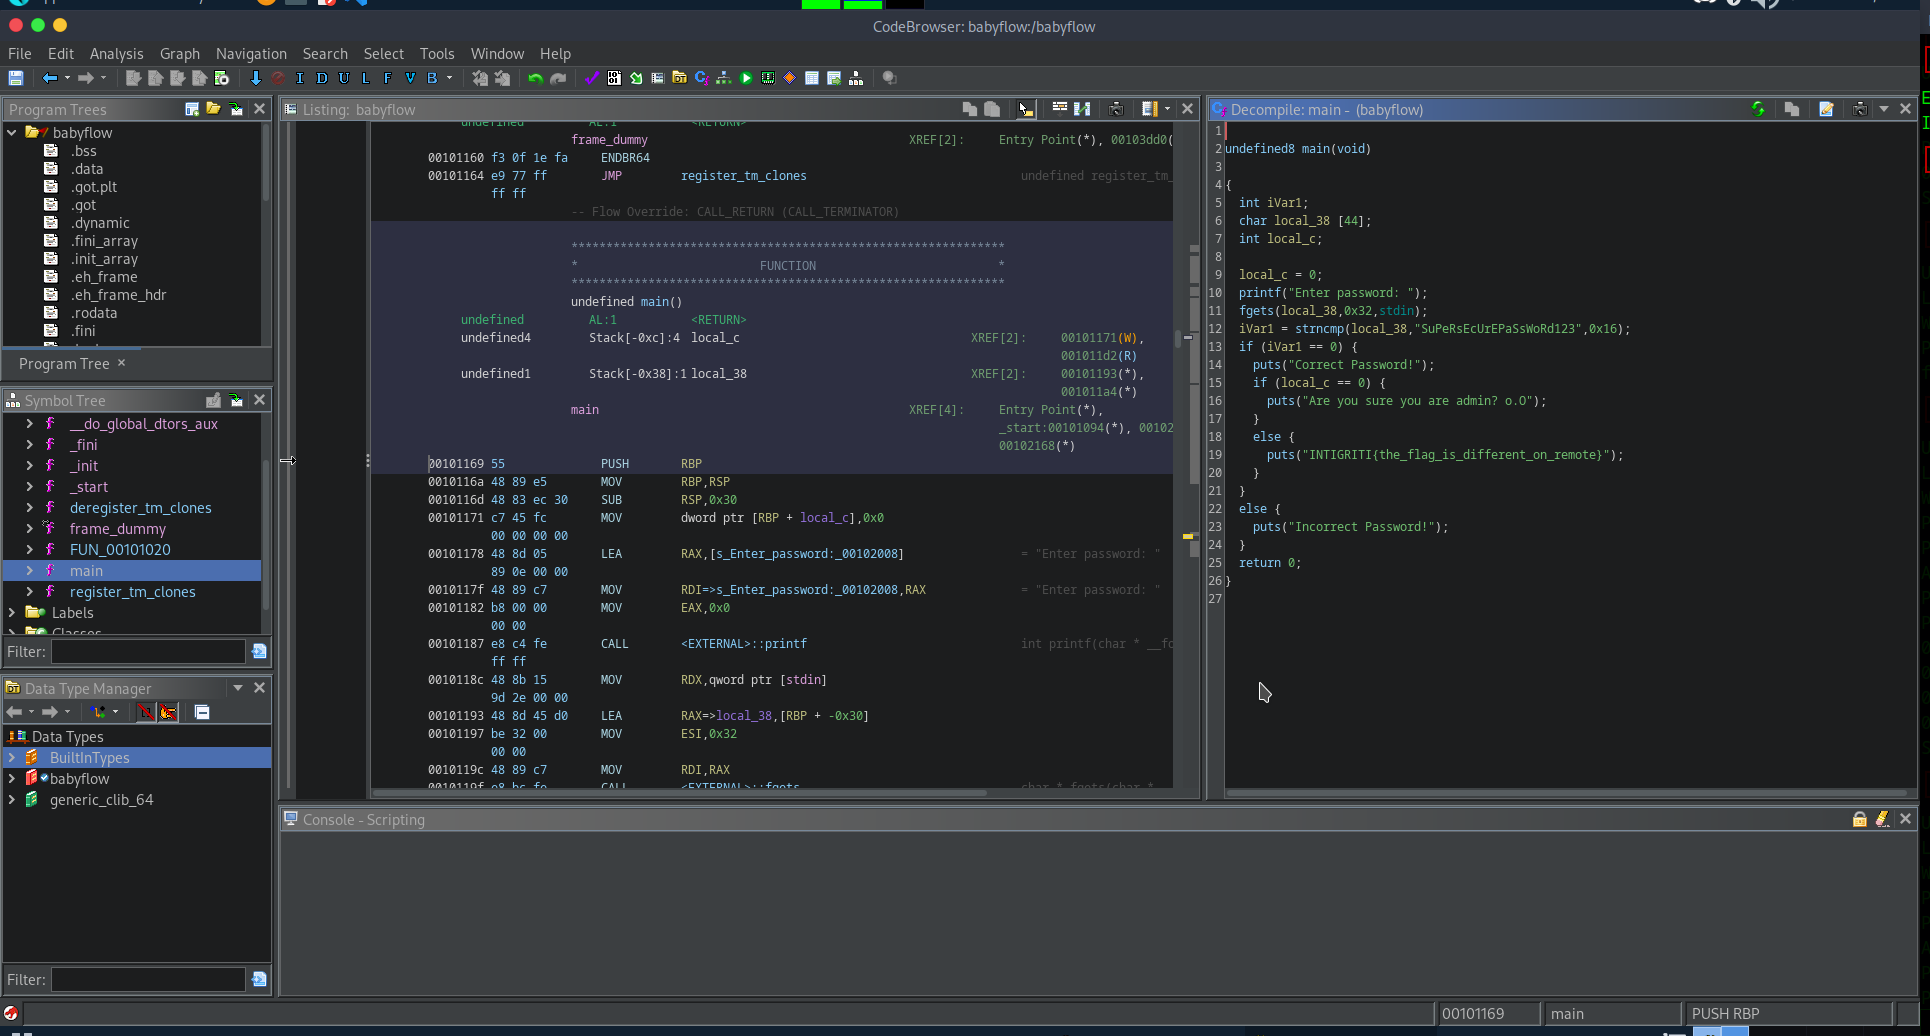 CodeBrowser: babyflow:/babyflow
File Edit Analysis Graph Navigation Search Select Tools Window Help
I D U L F V B
Program Trees
babyflow
.bss
.data
.got.plt
.got
.dynamic
.fini_array
.init_array
.eh_frame
.eh_frame_hdr
.rodata
.fini
Program Tree ×
Symbol Tree
__do_global_dtors_aux
_fini
_init
_start
deregister_tm_clones
frame_dummy
FUN_00101020
main
register_tm_clones
Labels
Classes
Filter:
Data Type Manager
Data Types
BuiltInTypes
babyflow
generic_clib_64
Filter:
Listing: babyflow
undefined AL:1 <RETURN>
frame_dummy XREF[2]: Entry Point(*), 00103dd0(
00101160 f3 0f 1e fa ENDBR64
00101164 e9 77 ff JMP register_tm_clones undefined register_tm_
ff ff
-- Flow Override: CALL_RETURN (CALL_TERMINATOR)
**************************************************************
* FUNCTION *
**************************************************************
undefined main()
undefined AL:1 <RETURN>
undefined4 Stack[-0xc]:4 local_c XREF[2]: 00101171(W),
001011d2(R)
undefined1 Stack[-0x38]:1 local_38 XREF[2]: 00101193(*),
001011a4(*)
main XREF[4]: Entry Point(*),
_start:00101094(*), 00102
00102168(*)
00101169 55 PUSH RBP
0010116a 48 89 e5 MOV RBP,RSP
0010116d 48 83 ec 30 SUB RSP,0x30
00101171 c7 45 fc MOV dword ptr [RBP + local_c],0x0
00 00 00 00
00101178 48 8d 05 LEA RAX,[s_Enter_password:_00102008] = "Enter password: "
89 0e 00 00
0010117f 48 89 c7 MOV RDI=>s_Enter_password:_00102008,RAX = "Enter password: "
00101182 b8 00 00 MOV EAX,0x0
00 00
00101187 e8 c4 fe CALL <EXTERNAL>::printf int printf(char * __fo
ff ff
0010118c 48 8b 15 MOV RDX,qword ptr [stdin]
9d 2e 00 00
00101193 48 8d 45 d0 LEA RAX=>local_38,[RBP + -0x30]
00101197 be 32 00 MOV ESI,0x32
00 00
0010119c 48 89 c7 MOV RDI,RAX
0010119f e8 bc fe CALL <EXTERNAL>::fgets char * fgets(char *
Decompile: main - (babyflow)
1
2 undefined8 main(void)
3
4 {
5 int iVar1;
6 char local_38 [44];
7 int local_c;
8
9 local_c = 0;
10 printf("Enter password: ");
11 fgets(local_38,0x32,stdin);
12 iVar1 = strncmp(local_38,"SuPeRsEcUrEPaSsWoRd123",0x16);
13 if (iVar1 == 0) {
14 puts("Correct Password!");
15 if (local_c == 0) {
16 puts("Are you sure you are admin? o.O");
17 }
18 else {
19 puts("INTIGRITI{the_flag_is_different_on_remote}");
20 }
21 }
22 else {
23 puts("Incorrect Password!");
24 }
25 return 0;
26 }
27
Console - Scripting
00101169 main PUSH RBP